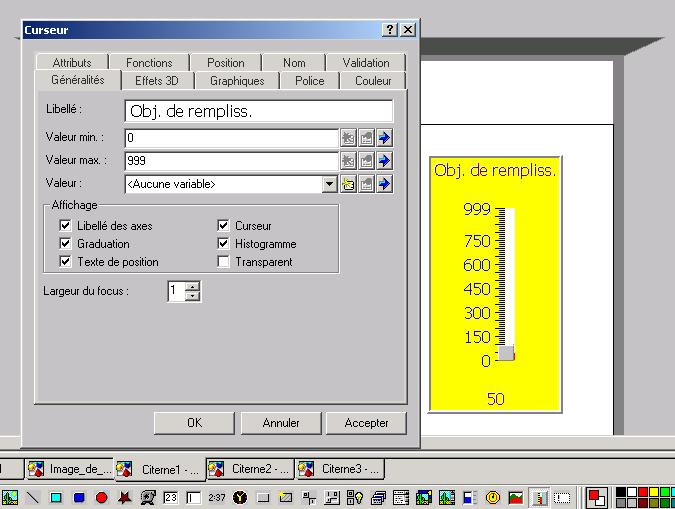 Curseur
Attributs Fonctions Position Nom Validation
Généralités Effets 3D Graphiques Police Couleur
Libellé : Obj. de rempliss.
Valeur min. : 0
Valeur max. : 999
Valeur : <Aucune variable>
Affichage
Libellé des axes Curseur
Graduation Histogramme
Texte de position Transparent
Largeur du focus : 1
OK Annuler Accepter
Obj. de rempliss.
999
750
600
450
300
150
0
50
Image_de_... Citerne1 - ... Citerne2 - ... Citerne3 - ...
23 2:37